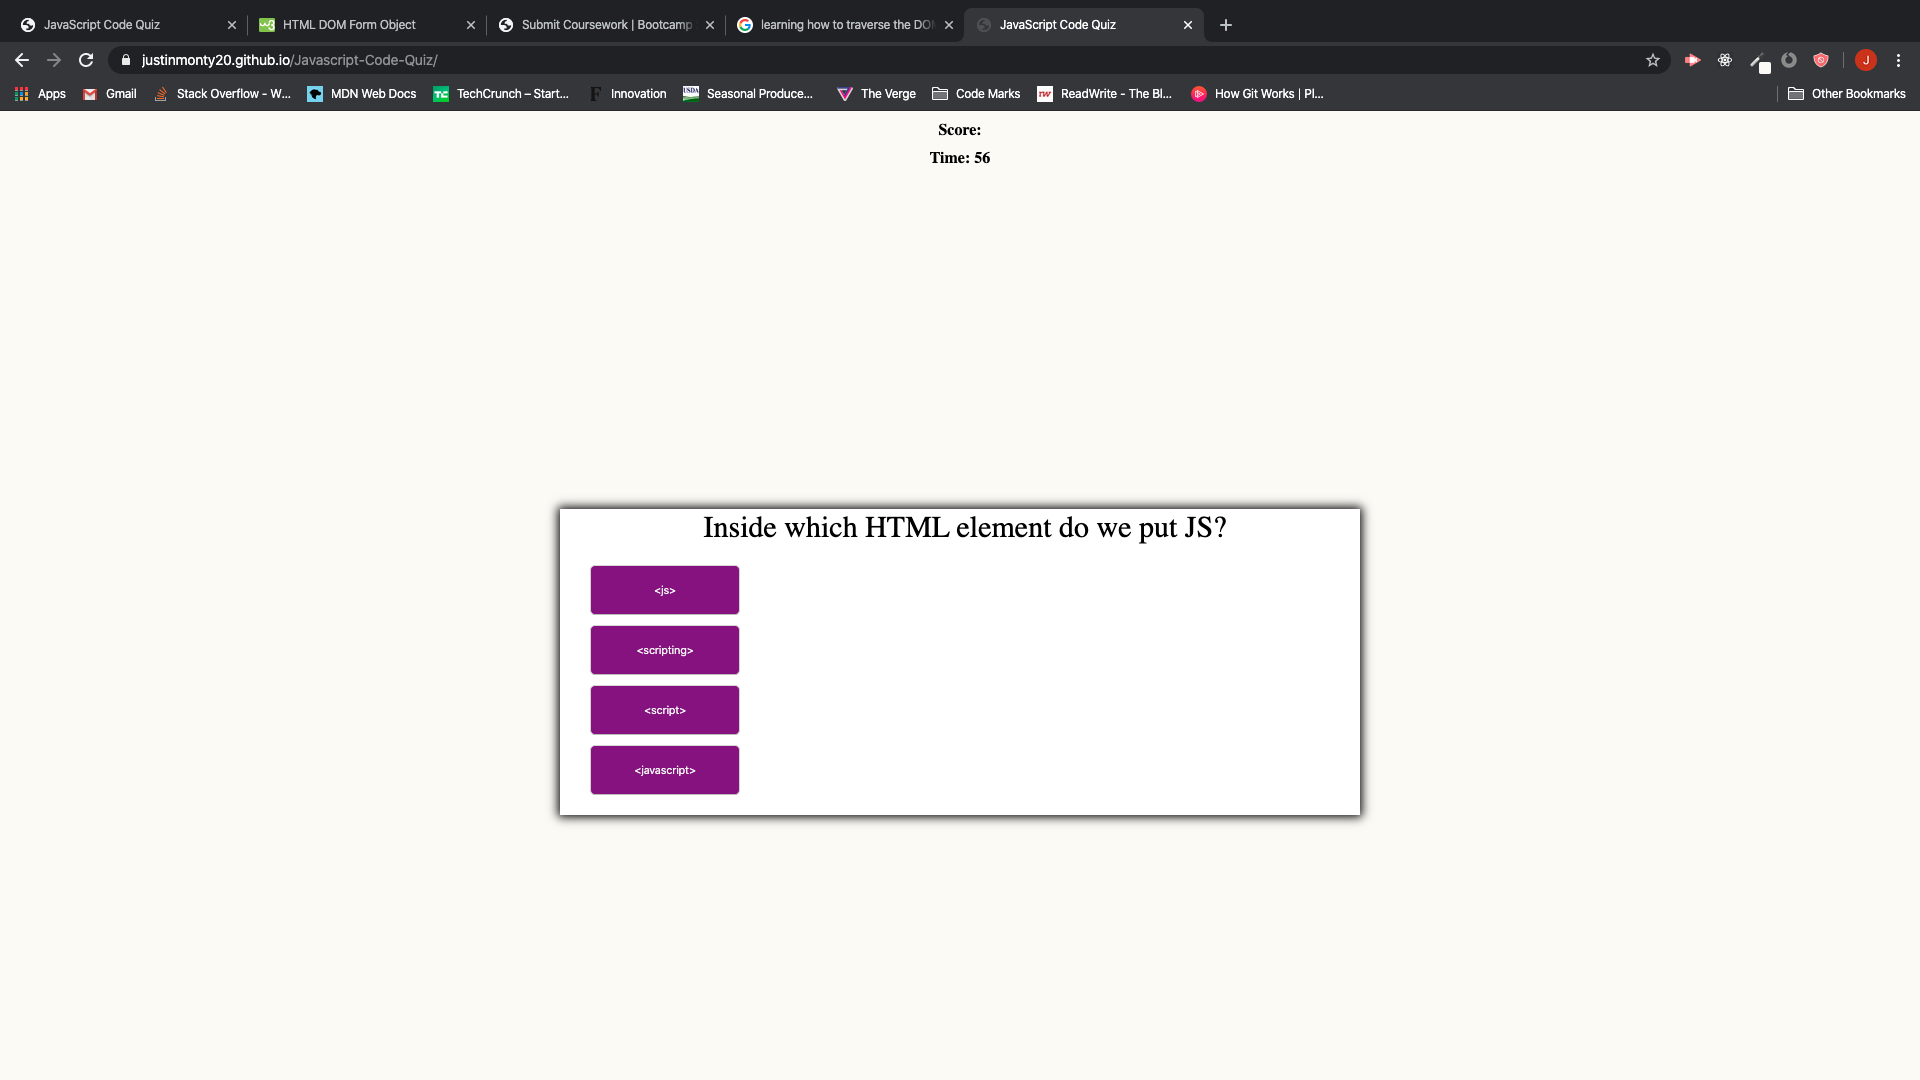 JavaScript Code Quiz
HTML DOM Form Object
Submit Coursework | Bootcamp
learning how to traverse the DOM
JavaScript Code Quiz
justinmonty20.github.io/Javascript-Code-Quiz/
J
Apps
Gmail
Stack Overflow - W...
MDN Web Docs
TechCrunch – Start...
Innovation
Seasonal Produce...
The Verge
Code Marks
ReadWrite - The Bl...
How Git Works | Pl...
Other Bookmarks
Score:
Time: 56
Inside which HTML element do we put JS?
<js>
<scripting>
<script>
<javascript>